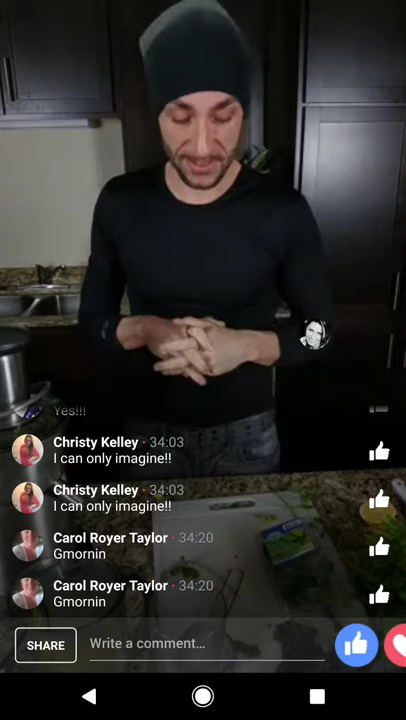 Yes!!!
Christy Kelley · 34:03
I can only imagine!!
Christy Kelley · 34:03
I can only imagine!!
Carol Royer Taylor · 34:20
Gmornin
Carol Royer Taylor · 34:20
Gmornin
SHARE
Write a comment...